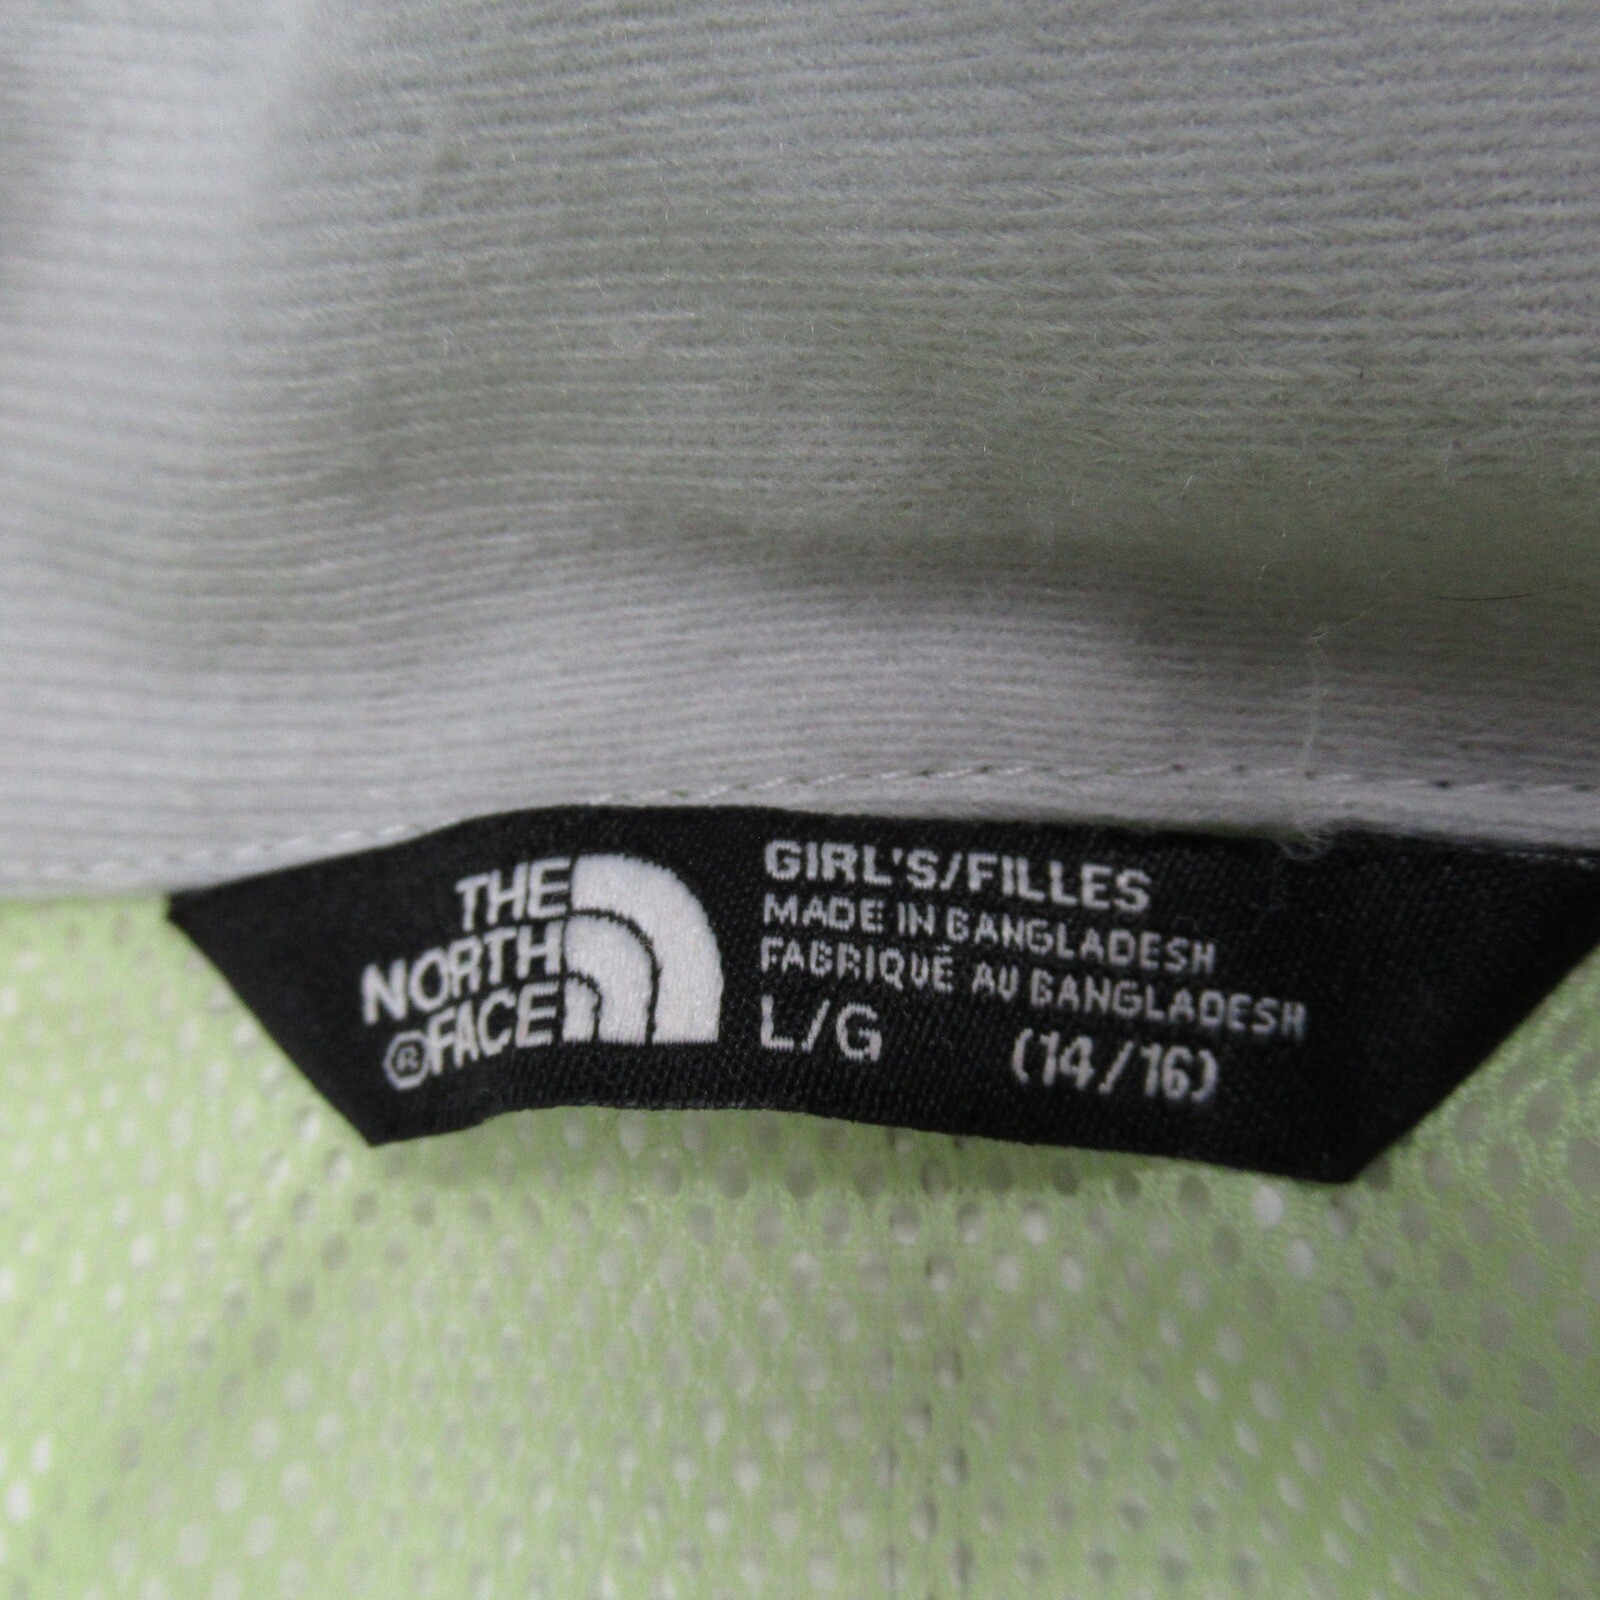 THE
NORTH
®FACE
GIRL'S/FILLES
MADE IN BANGLADESH
FABRIQUÉ AU BANGLADESH
L/G (14/16)